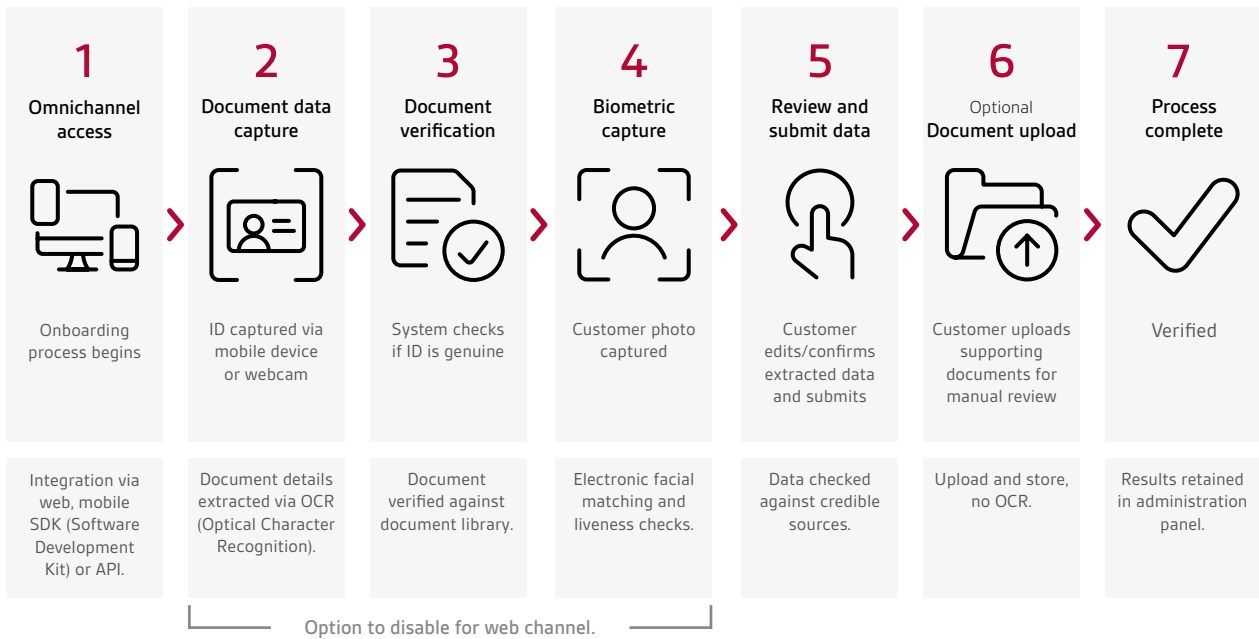 1
Omnichannel
access
Onboarding
process begins
Integration via
web, mobile
SDK (Software
Development
Kit) or API.
2
Document data
capture
ID captured via
mobile device
or webcam
Document details
extracted via OCR
(Optical Character
Recognition).
3
Document
verification
System checks
if ID is genuine
Document
verified against
document library.
4
Biometric
capture
Customer photo
captured
Electronic facial
matching and
liveness checks.
5
Review and
submit data
Customer
edits/confirms
extracted data
and submits
Data checked
against credible
sources.
6
Optional
Document upload
Customer uploads
supporting
documents for
manual review
Upload and store,
no OCR.
7
Process
complete
Verified
Results retained
in administration
panel.
Option to disable for web channel.